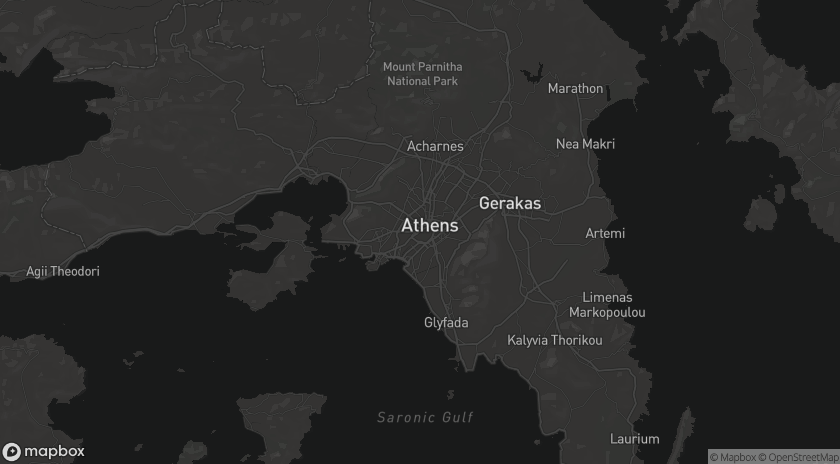 Mount Parnitha
National Park
Marathon
Acharnes
Nea Makri
Gerakas
Athens
Artemi
Agii Theodori
Limenas
Markopoulou
Glyfada
Kalyvia Thorikou
Saronic Gulf
Laurium
mapbox
© Mapbox © OpenStreetMap